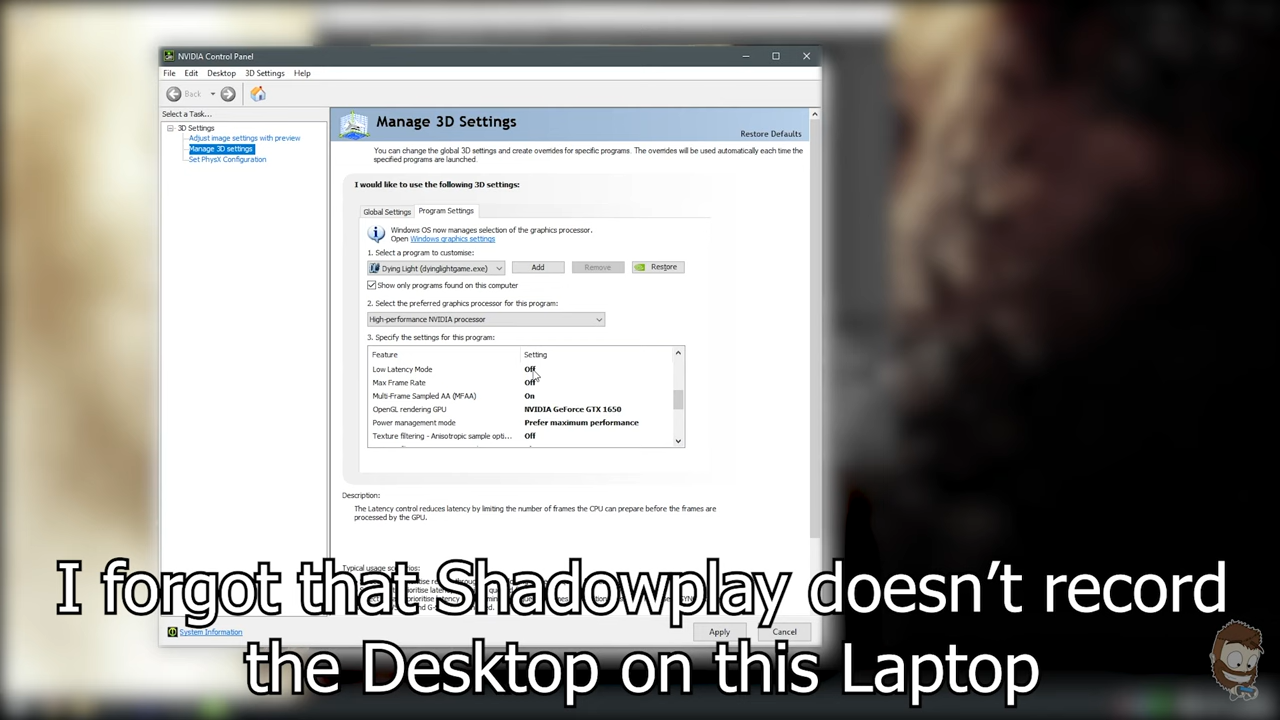 NVIDIA Control Panel
File Edit Desktop 3D Settings Help
Back
Select a Task...
3D Settings
Adjust image settings with preview
Manage 3D settings
Set PhysX Configuration
Manage 3D Settings
Restore Defaults
You can change the global 3D settings and create overrides for specific programs. The overrides will be used automatically each time the
specified programs are launched.
I would like to use the following 3D settings:
Global Settings Program Settings
Windows OS now manages selection of the graphics processor.
Open Windows graphics settings
1. Select a program to customise:
Dying Light (dyinglightgame.exe) Add Remove Restore
Show only programs found on this computer
2. Select the preferred graphics processor for this program:
High-performance NVIDIA processor
3. Specify the settings for this program:
Feature Setting
Low Latency Mode Off
Max Frame Rate Off
Multi-Frame Sampled AA (MFAA) On
OpenGL rendering GPU NVIDIA GeForce GTX 1650
Power management mode Prefer maximum performance
Texture filtering - Anisotropic sample opti... Off
Description:
The Latency control reduces latency by limiting the number of frames the CPU can prepare before the frames are
processed by the GPU.
I forgot that Shadowplay doesn't record
the Desktop on this Laptop
System Information
Apply Cancel